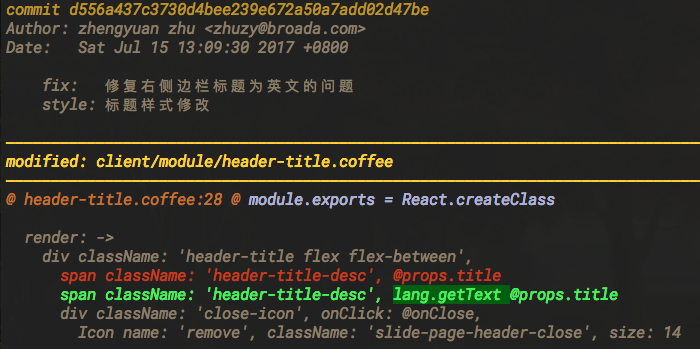 commit d556a437c3730d4bee239e672a50a7add02d47be
Author: zhengyuan zhu <zhuzy@broada.com>
Date:   Sat Jul 15 13:09:30 2017 +0800
fix:   修复右侧边栏标题为英文的问题
style: 标题样式修改
modified: client/module/header-title.coffee
@ header-title.coffee:28 @ module.exports = React.createClass
render: ->
div className: 'header-title flex flex-between',
span className: 'header-title-desc', @props.title
span className: 'header-title-desc', lang.getText @props.title
div className: 'close-icon', onClick: @onClose,
Icon name: 'remove', className: 'slide-page-header-close', size: 14